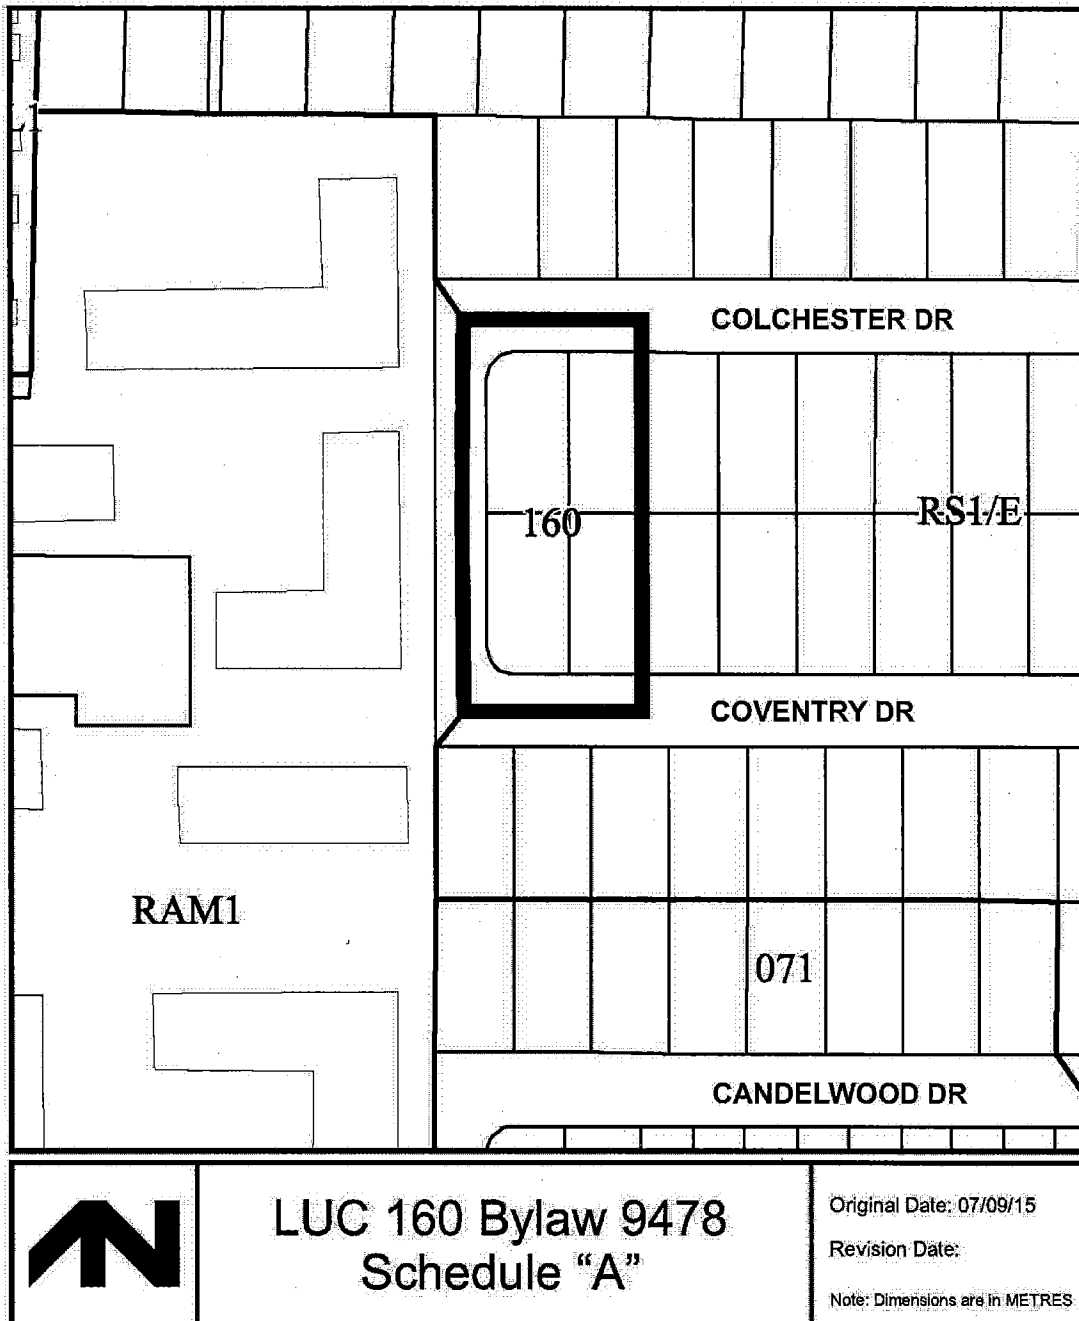 COLCHESTER DR
160
RS1/E
COVENTRY DR
RAM1
071
CANDELWOOD DR
LUC 160 Bylaw 9478
Schedule “A”
Original Date: 07/09/15
Revision Date:
Note: Dimensions are in METRES